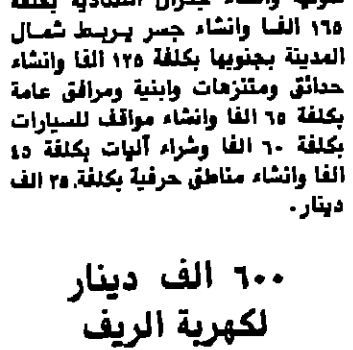 وانشاء بكلفة
١٦٥ الفا وانشاء جسر يربط شمال
المدينة بجنوبها بكلفة ١٢٥ الفا وانشاء
حدائق ومتنزهات وابنية ومرافق عامة
بكلفة ٦٥ الفا وانشاء مواقف للسيارات
بكلفة ٦٠ الفا وشراء آليات بكلفة ٤٥
الفا وانشاء مناطق حرفية بكلفة ٢٥ الف
دينار .
٦٠٠ الف دينار
لكهربة الريف